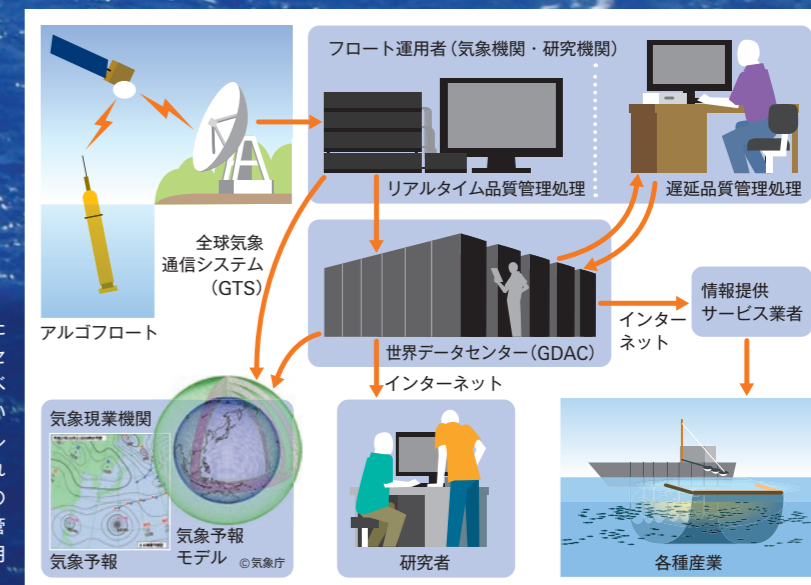 フロート運用者(気象機関・研究機関)
リアルタイム品質管理処理
遅延品質管理処理
全球気象
通信システム
(GTS)
アルゴフロート
世界データセンター(GDAC)
インター
ネット
情報提供
サービス業者
インターネット
気象現業機関
気象予報
気象予報
モデル ©気象庁
研究者
各種産業